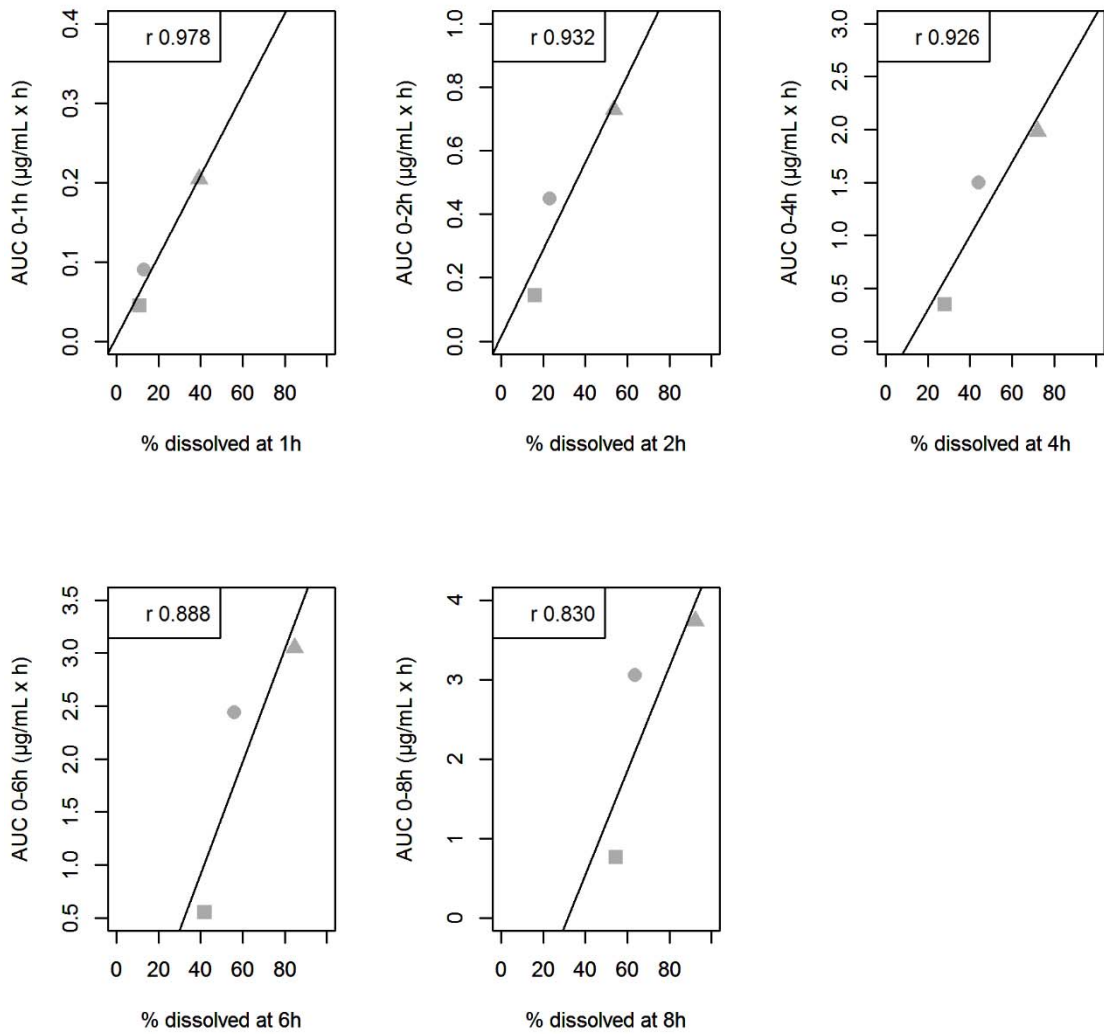 r 0.978
AUC 0-1h (µg/mL x h)
0.4
0.3
0.2
0.1
0.0
0 20 40 60 80
% dissolved at 1h
r 0.932
AUC 0-2h (µg/mL x h)
1.0
0.8
0.6
0.4
0.2
0.0
0 20 40 60 80
% dissolved at 2h
r 0.926
AUC 0-4h (µg/mL x h)
3.0
2.5
2.0
1.5
1.0
0.5
0.0
0 20 40 60 80
% dissolved at 4h
r 0.888
AUC 0-6h (µg/mL x h)
3.5
3.0
2.5
2.0
1.5
1.0
0.5
0 20 40 60 80
% dissolved at 6h
r 0.830
AUC 0-8h (µg/mL x h)
4
3
2
1
0
0 20 40 60 80
% dissolved at 8h